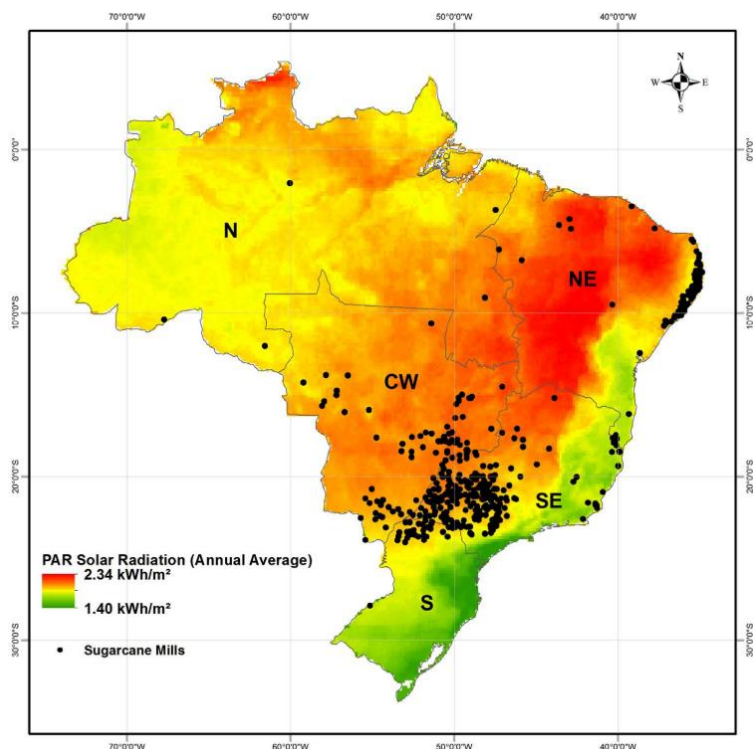 70°0'0"W 60°0'0"W 50°0'0"W 40°0'0"W
N
W E
S
0°0'0" 0°0'0"
N
NE
10°0'0"S 10°0'0"S
CW
20°0'0"S 20°0'0"S
SE
PAR Solar Radiation (Annual Average)
2.34 kWh/m²
1.40 kWh/m²
S
30°0'0"S 30°0'0"S
Sugarcane Mills
70°0'0"W 60°0'0"W 50°0'0"W 40°0'0"W